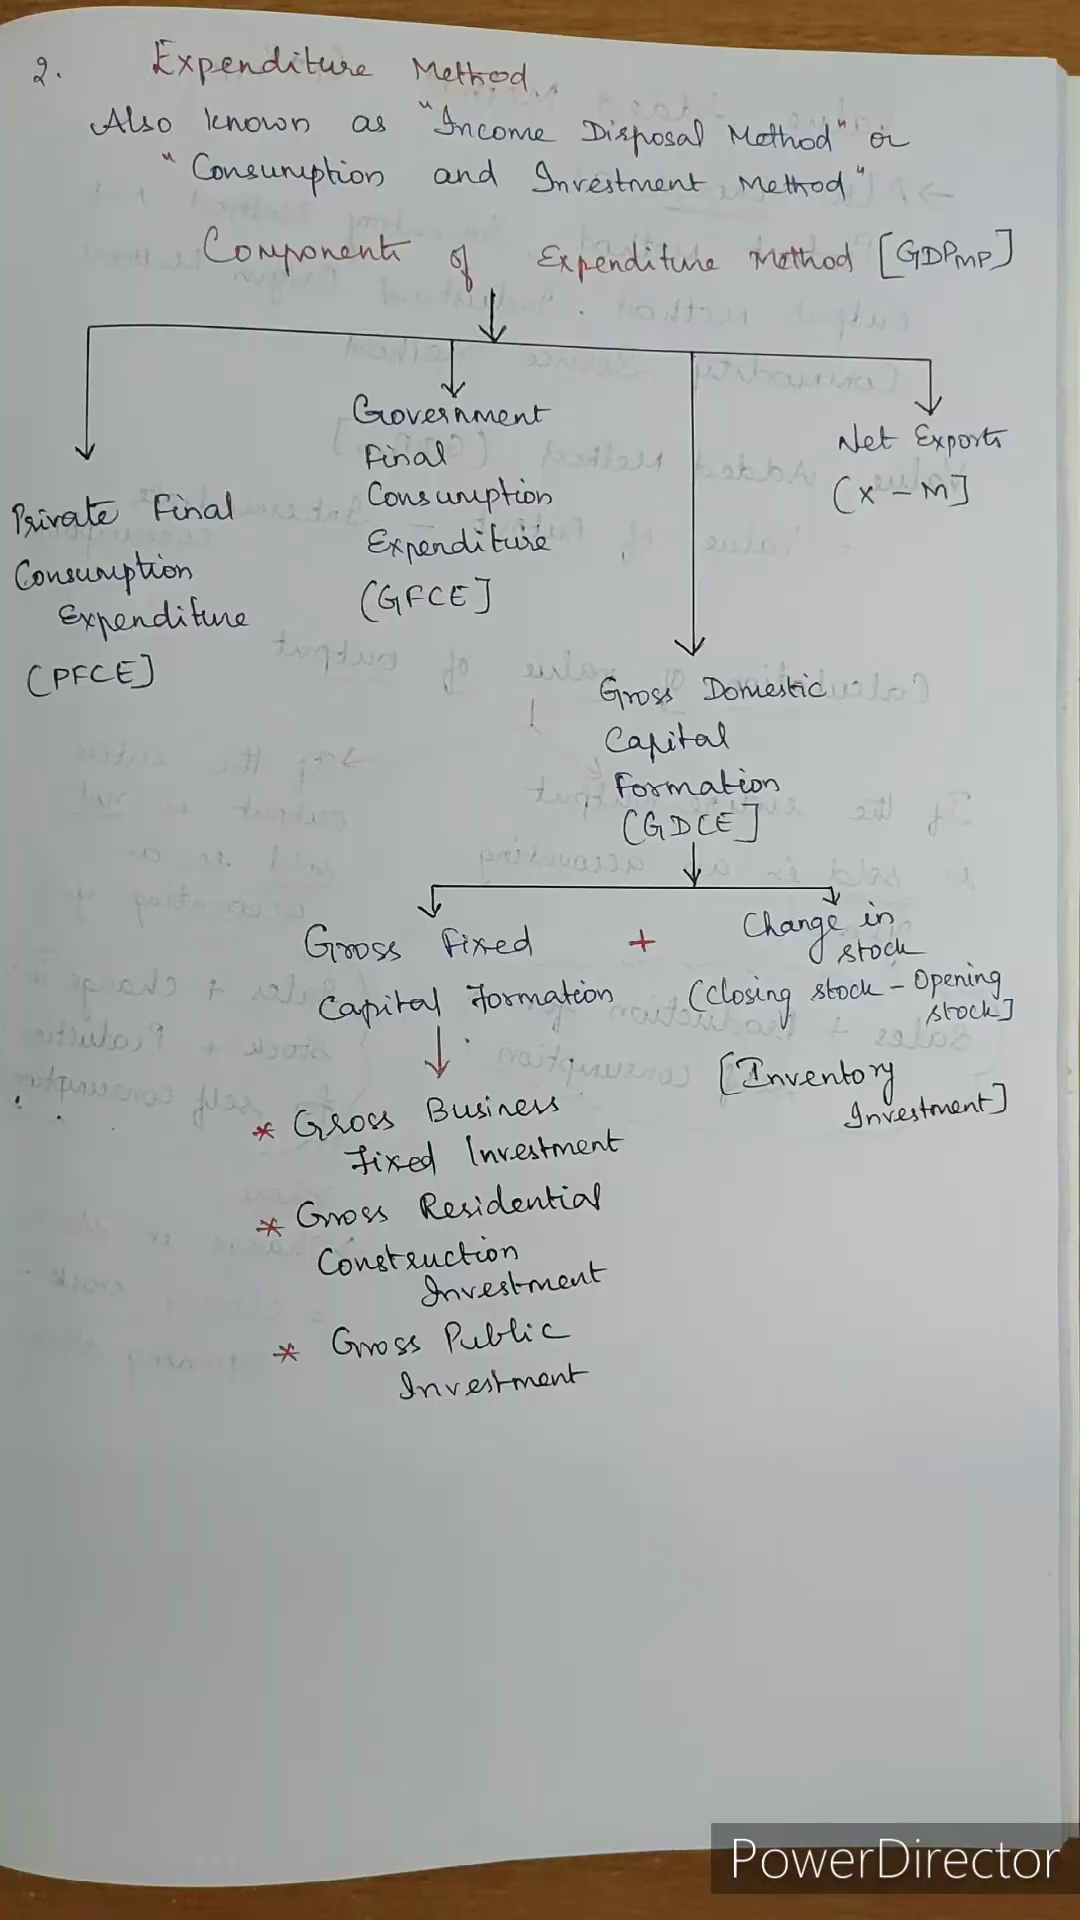 2. Expenditure Method.
Also known as "Income Disposal Method" or
"Consumption and Investment Method"
Components of Expenditure Method [GDPMP]
Private Final
Consumption
Expenditure
(PFCE]
Government
Final
Consumption
Expenditure
(GFCE]
Gross Domestic
Capital
Formation
(GDCE]
Net Exports
(X-M]
Gross Fixed
Capital Formation
+
Change in
stock
(Closing stock - Opening
stock]
[Inventory
Investment]
* Gross Business
Fixed Investment
* Gross Residential
Construction
Investment
* Gross Public
Investment
PowerDirector